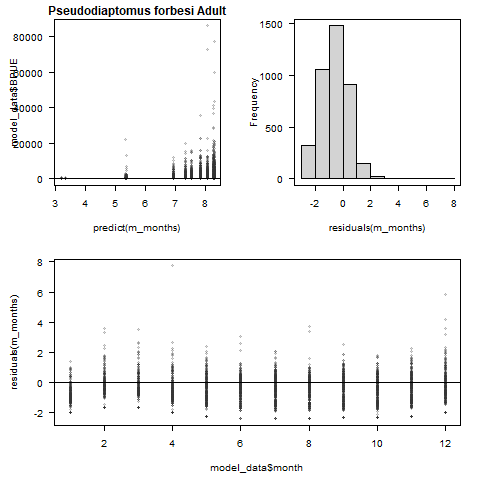 Pseudodiaptomus forbesi Adult
model_data$BPUE
80000
60000
40000
20000
0
3 4 5 6 7 8
predict(m_months)
Frequency
1500
1000
500
0
-2 0 2 4 6 8
residuals(m_months)
residuals(m_months)
8
6
4
2
0
-2
2 4 6 8 10 12
model_data$month